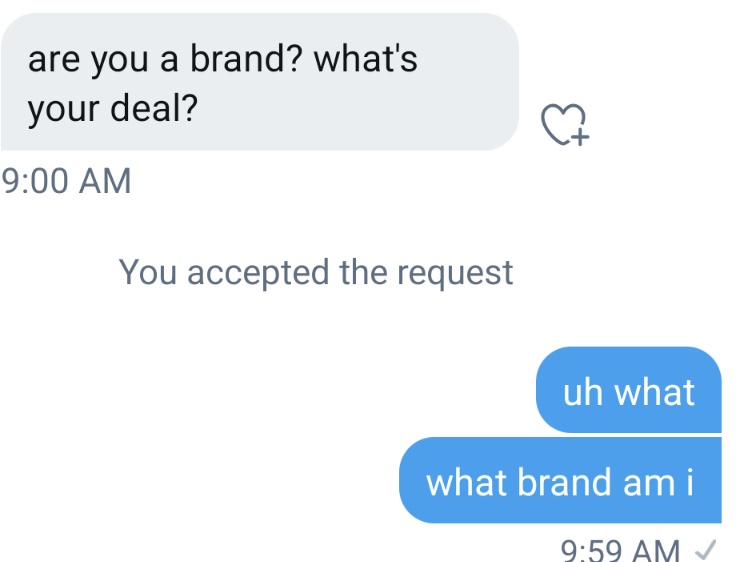 are you a brand? what's
your deal?
9:00 AM
You accepted the request
uh what
what brand am i
9:59 AM